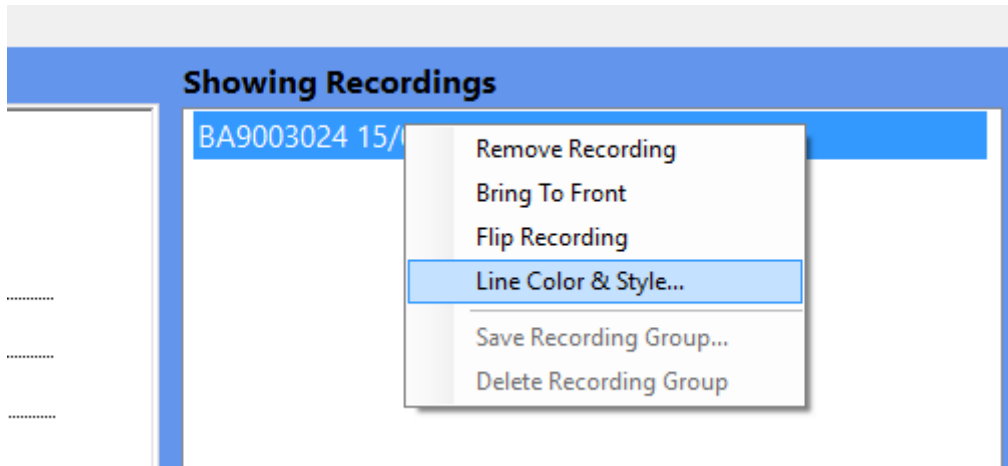 Showing Recordings
BA9003024 15/
Remove Recording
Bring To Front
Flip Recording
Line Color & Style...
Save Recording Group...
Delete Recording Group